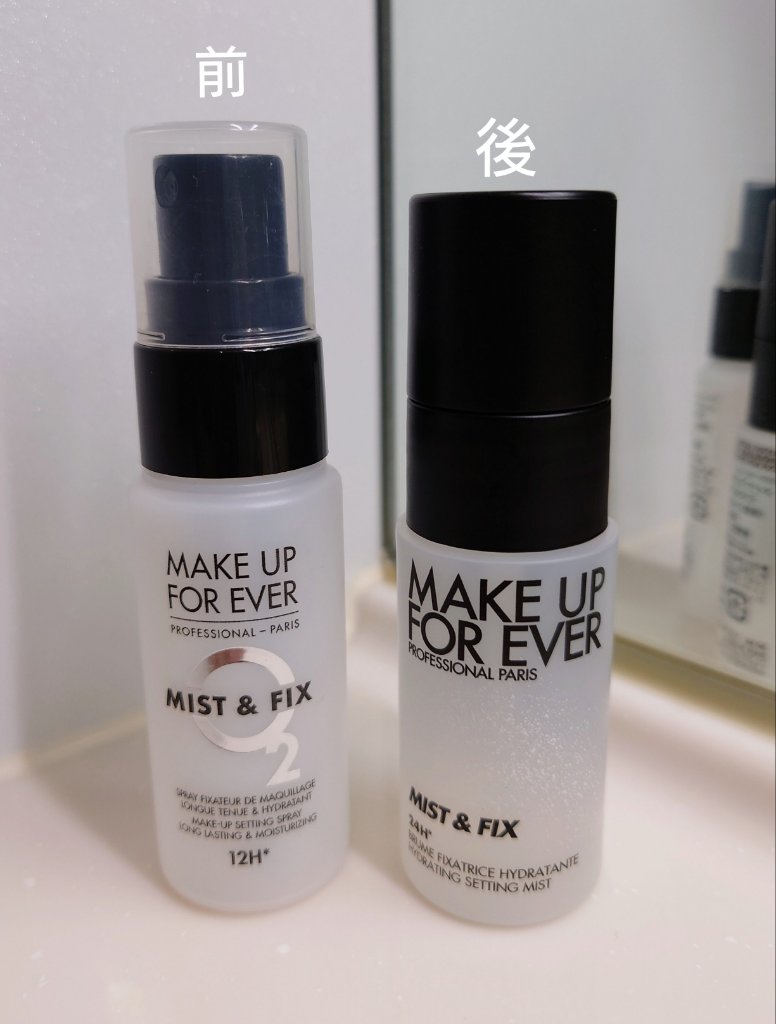 前
後
MAKE UP
FOR EVER
PROFESSIONAL – PARIS
O2
MIST & FIX
SPRAY FIXATEUR DE MAQUILLAGE
LONGUE TENUE & HYDRATANT
MAKE-UP SETTING SPRAY
LONG LASTING & MOISTURIZING
12H*
MAKE UP
FOR EVER
PROFESSIONAL PARIS
MIST & FIX
24H*
BRUME FIXATRICE HYDRATANTE
HYDRATING SETTING MIST